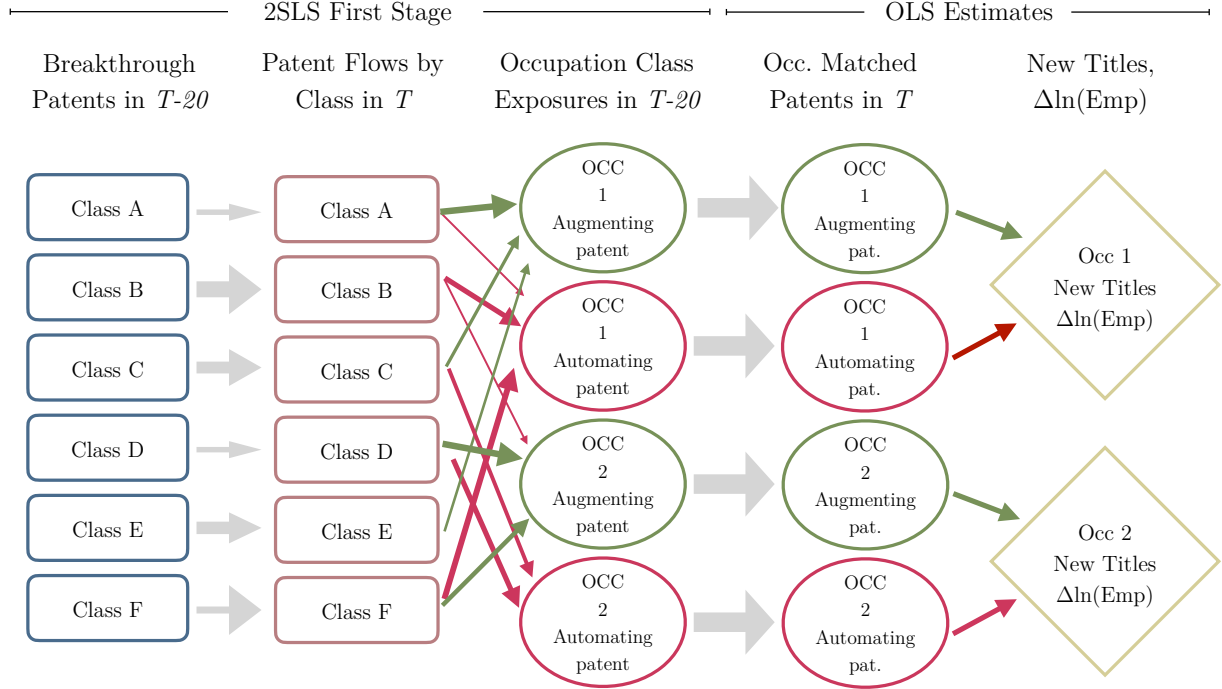 2SLS First Stage
OLS Estimates
Breakthrough
Patents in T-20
Patent Flows by
Class in T
Occupation Class
Exposures in T-20
Occ. Matched
Patents in T
New Titles,
Δln(Emp)
Class A
Class B
Class C
Class D
Class E
Class F
Class A
Class B
Class C
Class D
Class E
Class F
OCC
1
Augmenting
patent
OCC
1
Automating
patent
OCC
2
Augmenting
patent
OCC
2
Automating
patent
OCC
1
Augmenting
pat.
OCC
1
Automating
pat.
OCC
2
Augmenting
pat.
OCC
2
Automating
pat.
Occ 1
New Titles
Δln(Emp)
Occ 2
New Titles
Δln(Emp)